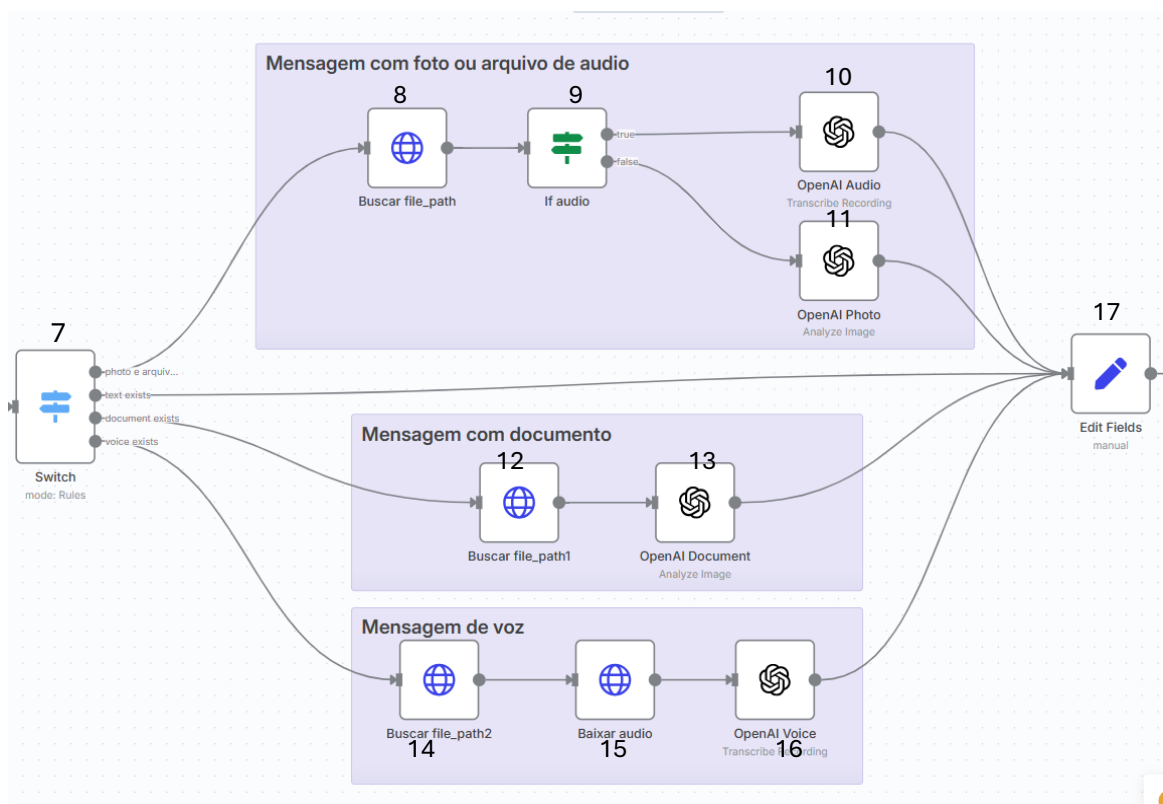 Mensagem com foto ou arquivo de audio
8
9
10
true
false
Buscar file_path
If audio
OpenAI Audio
Transcribe Recording
11
OpenAI Photo
Analyze Image
7
photo e arquiv...
text exists
document exists
voice exists
Switch
mode: Rules
17
Edit Fields
manual
Mensagem com documento
12
13
Buscar file_path1
OpenAI Document
Analyze Image
Mensagem de voz
Buscar file_path2
Baixar audio
OpenAI Voice
Transcribe Recording
14
15
16